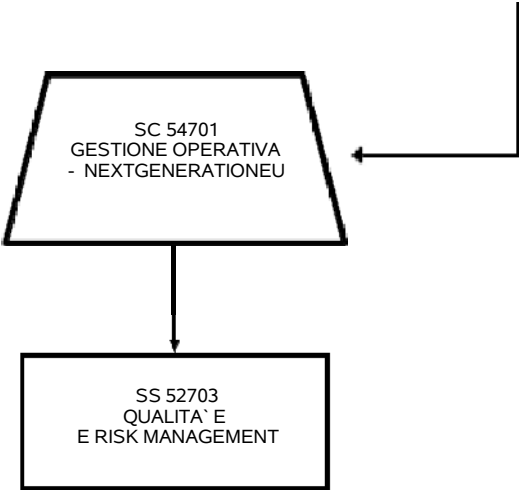 SC 54701
GESTIONE OPERATIVA
- NEXTGENERATIONEU
SS 52703
QUALITA` E
E RISK MANAGEMENT